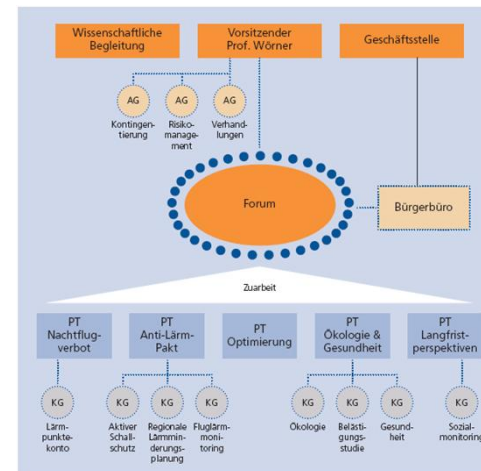 Wissenschaftliche
Begleitung
Vorsitzender
Prof. Wörner
Geschäftsstelle
AG
AG
AG
Kontingen-
tierung
Risiko-
manage-
ment
Verhand-
lungen
Forum
Bürgerbüro
Zuarbeit
PT
Nachtflug-
verbot
PT
Anti-Lärm-
Pakt
PT
Optimierung
PT
Ökologie &
Gesundheit
PT
Langfrist-
perspektiven
KG
KG
KG
KG
KG
KG
KG
KG
Lärm-
punkte-
konto
Aktiver
Schall-
schutz
Regionale
Lärmmin-
derungs-
planung
Fluglärm-
moni-
toring
Ökologie
Belästi-
gungs-
studie
Gesund-
heit
Sozial-
monitoring